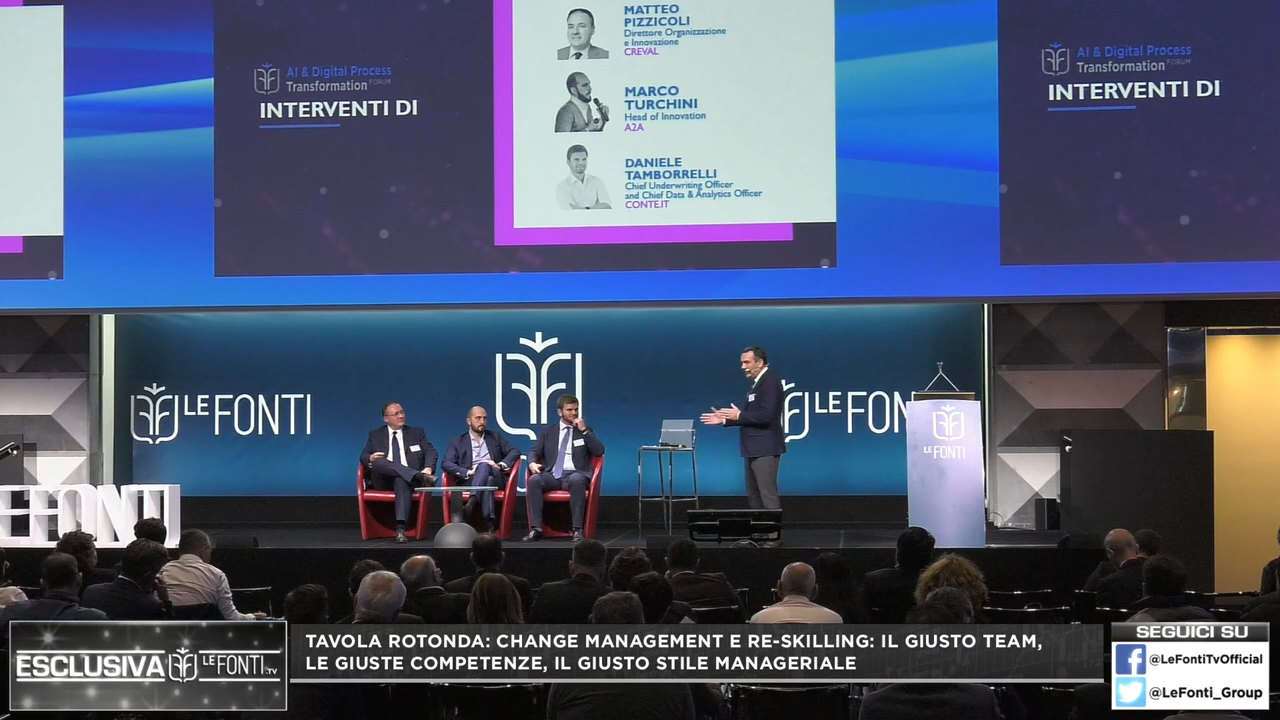 MATTEO
PIZZICOLI
Direttore Organizzazione
e Innovazione
CREVAL
MARCO
TURCHINI
Head of Innovation
A2A
DANIELE
TAMBORRELLI
Chief Underwriting Officer
and Chief Data & Analytics Officer
CONTE.IT
AI & Digital Process
Transformation FORUM
INTERVENTI DI
AI & Digital Process
Transformation FORUM
INTERVENTI DI
LE FONTI
LE FON
LE FONTI
LEFONTI
ESCLUSIVA LE FONTI TV
TAVOLA ROTONDA: CHANGE MANAGEMENT E RE-SKILLING: IL GIUSTO TEAM,
LE GIUSTE COMPETENZE, IL GIUSTO STILE MANAGERIALE
SEGUICI SU
@LeFontiTvOfficial
@LeFonti_Group